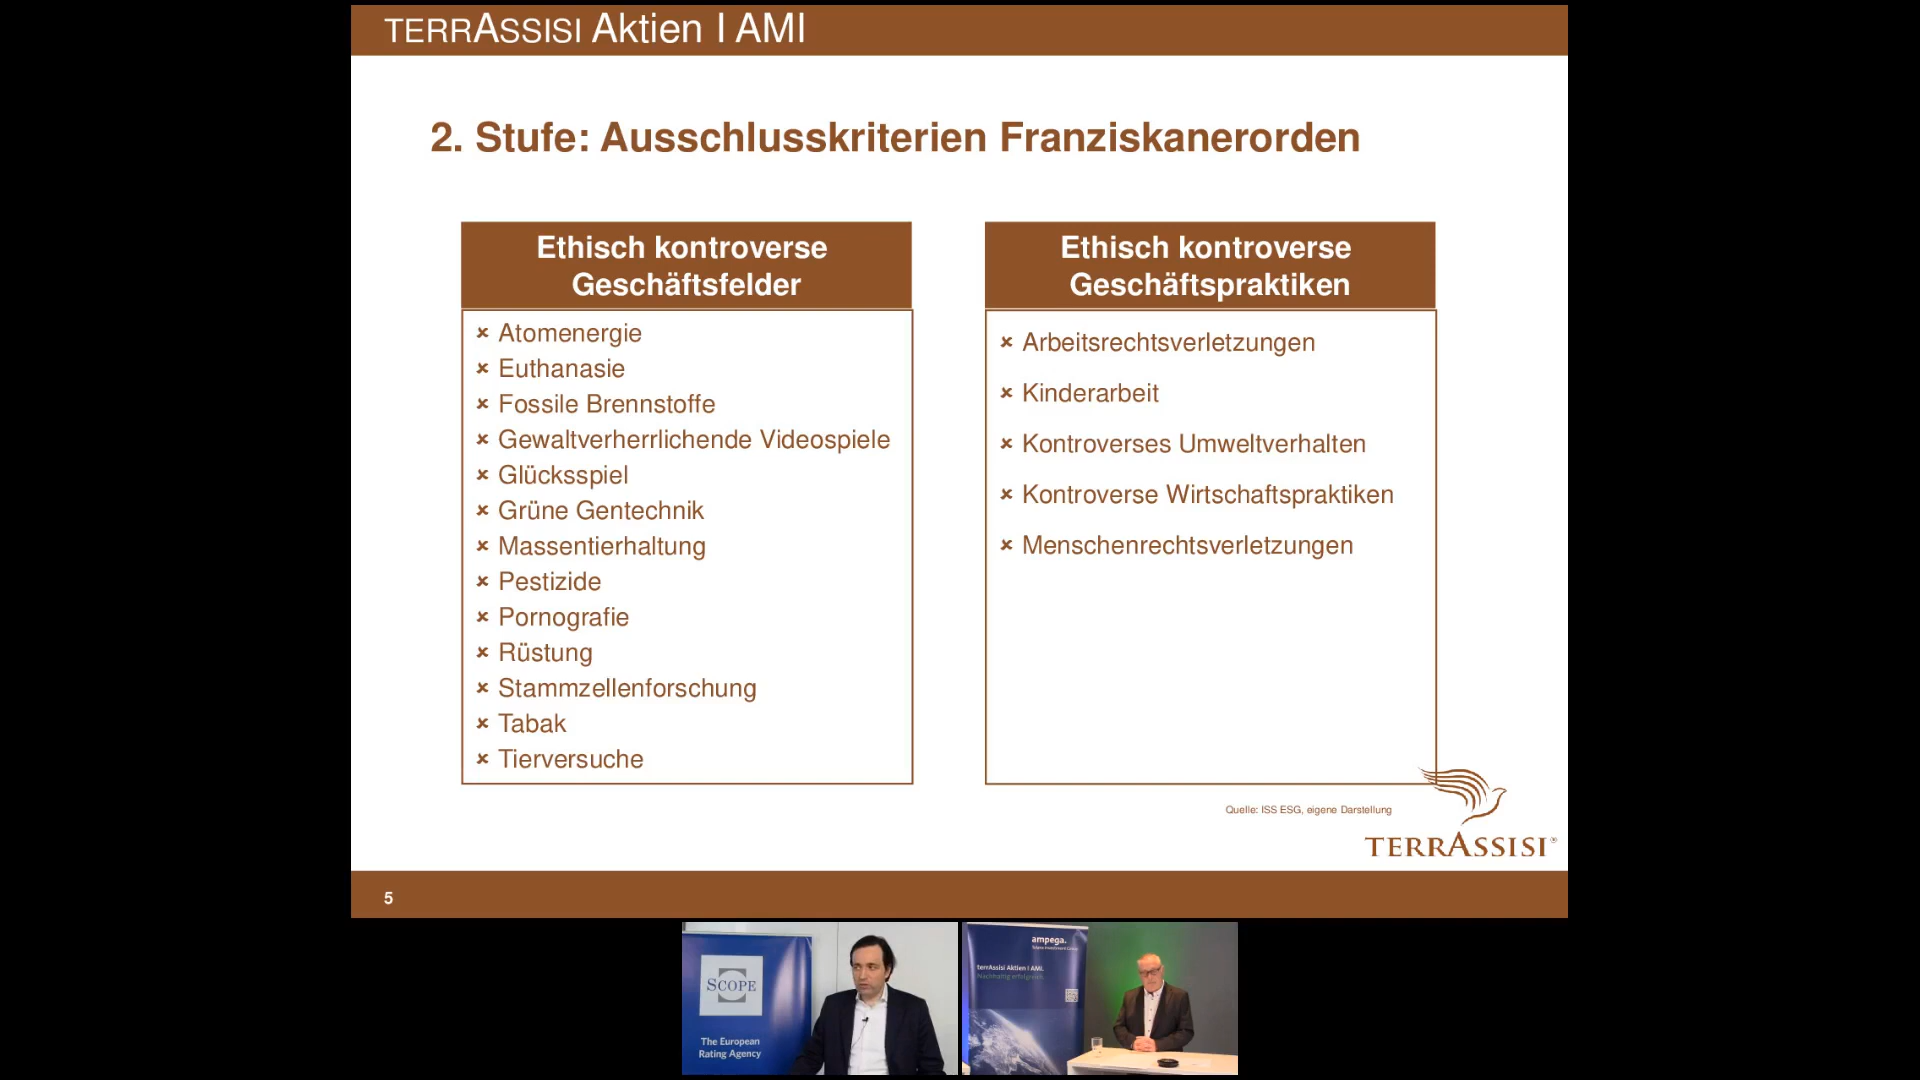 TERRASSISI Aktien I AMI
2. Stufe: Ausschlusskriterien Franziskanerorden
Ethisch kontroverse
Geschäftsfelder
Atomenergie
Euthanasie
Fossile Brennstoffe
Gewaltverherrlichende Videospiele
Glücksspiel
Grüne Gentechnik
Massentierhaltung
Pestizide
Pornografie
Rüstung
Stammzellenforschung
Tabak
Tierversuche
Ethisch kontroverse
Geschäftspraktiken
Arbeitsrechtsverletzungen
Kinderarbeit
Kontroverses Umweltverhalten
Kontroverse Wirtschaftspraktiken
Menschenrechtsverletzungen
Quelle: ISS ESG, eigene Darstellung
TERRASSISI®
5
SCOPE
The European
Rating Agency
ampega.
terrAssisi Aktien I AMI.
Nachhaltig erfolgreich.